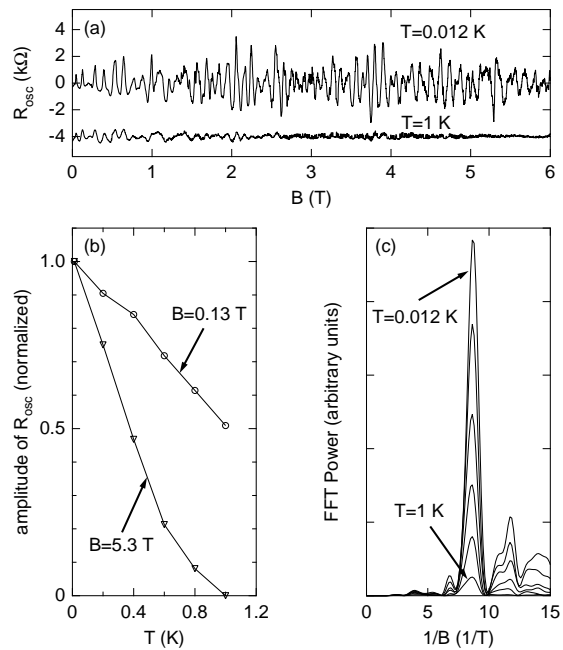 (a)
T=0.012 K
R_osc (kΩ)
4
2
0
-2
-4
T=1 K
0 1 2 3 4 5 6
B (T)
(b)
amplitude of R_osc (normalized)
1.0
0.5
0
B=0.13 T
B=5.3 T
0 0.4 0.8 1.2
T (K)
(c)
FFT Power (arbitrary units)
T=0.012 K
T=1 K
0 5 10 15
1/B (1/T)